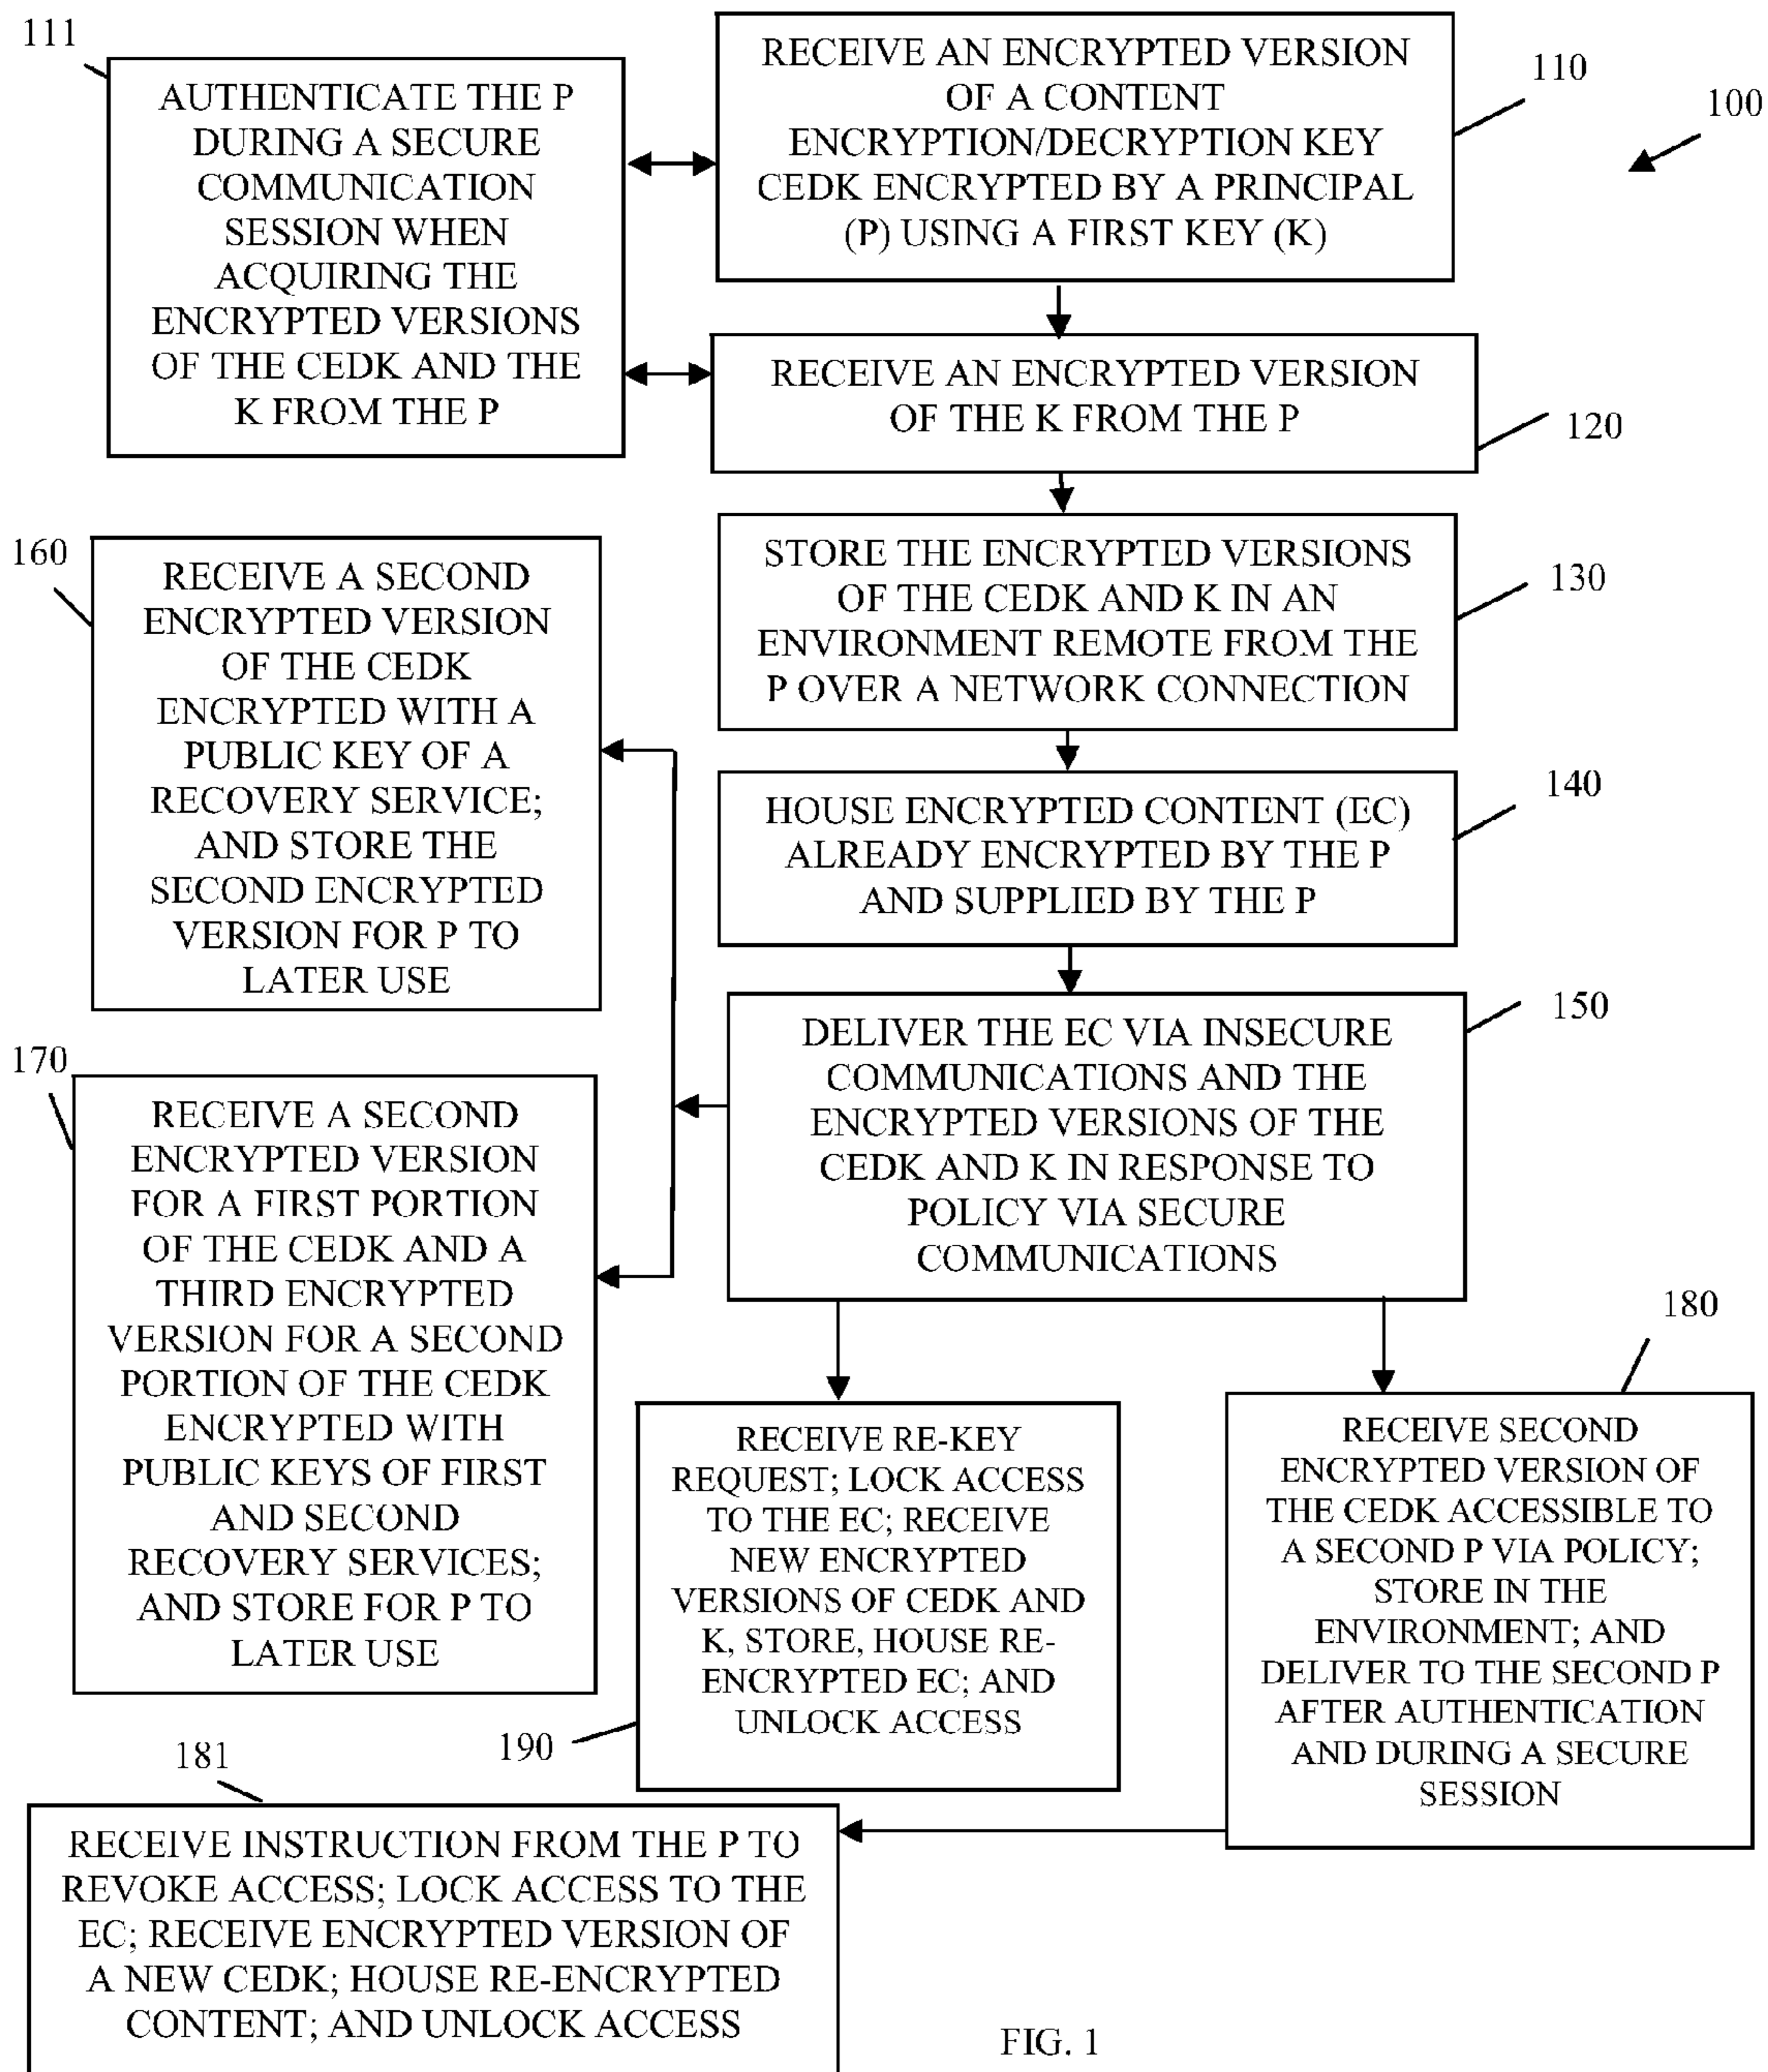 111
AUTHENTICATE THE P
DURING A SECURE
COMMUNICATION
SESSION WHEN
ACQUIRING THE
ENCRYPTED VERSIONS
OF THE CEDK AND THE
K FROM THE P
RECEIVE AN ENCRYPTED VERSION
OF A CONTENT
ENCRYPTION/DECRYPTION KEY
CEDK ENCRYPTED BY A PRINCIPAL
(P) USING A FIRST KEY (K)
110
100
RECEIVE AN ENCRYPTED VERSION
OF THE K FROM THE P
120
STORE THE ENCRYPTED VERSIONS
OF THE CEDK AND K IN AN
ENVIRONMENT REMOTE FROM THE
P OVER A NETWORK CONNECTION
130
160
RECEIVE A SECOND
ENCRYPTED VERSION
OF THE CEDK
ENCRYPTED WITH A
PUBLIC KEY OF A
RECOVERY SERVICE;
AND STORE THE
SECOND ENCRYPTED
VERSION FOR P TO
LATER USE
HOUSE ENCRYPTED CONTENT (EC)
ALREADY ENCRYPTED BY THE P
AND SUPPLIED BY THE P
140
DELIVER THE EC VIA INSECURE
COMMUNICATIONS AND THE
ENCRYPTED VERSIONS OF THE
CEDK AND K IN RESPONSE TO
POLICY VIA SECURE
COMMUNICATIONS
150
170
RECEIVE A SECOND
ENCRYPTED VERSION
FOR A FIRST PORTION
OF THE CEDK AND A
THIRD ENCRYPTED
VERSION FOR A SECOND
PORTION OF THE CEDK
ENCRYPTED WITH
PUBLIC KEYS OF FIRST
AND SECOND
RECOVERY SERVICES;
AND STORE FOR P TO
LATER USE
RECEIVE RE-KEY
REQUEST; LOCK ACCESS
TO THE EC; RECEIVE
NEW ENCRYPTED
VERSIONS OF CEDK AND
K, STORE, HOUSE RE-
ENCRYPTED EC; AND
UNLOCK ACCESS
190
180
RECEIVE SECOND
ENCRYPTED VERSION OF
THE CEDK ACCESSIBLE TO
A SECOND P VIA POLICY;
STORE IN THE
ENVIRONMENT; AND
DELIVER TO THE SECOND P
AFTER AUTHENTICATION
AND DURING A SECURE
SESSION
181
RECEIVE INSTRUCTION FROM THE P TO
REVOKE ACCESS; LOCK ACCESS TO THE
EC; RECEIVE ENCRYPTED VERSION OF
A NEW CEDK; HOUSE RE-ENCRYPTED
CONTENT; AND UNLOCK ACCESS
FIG. 1